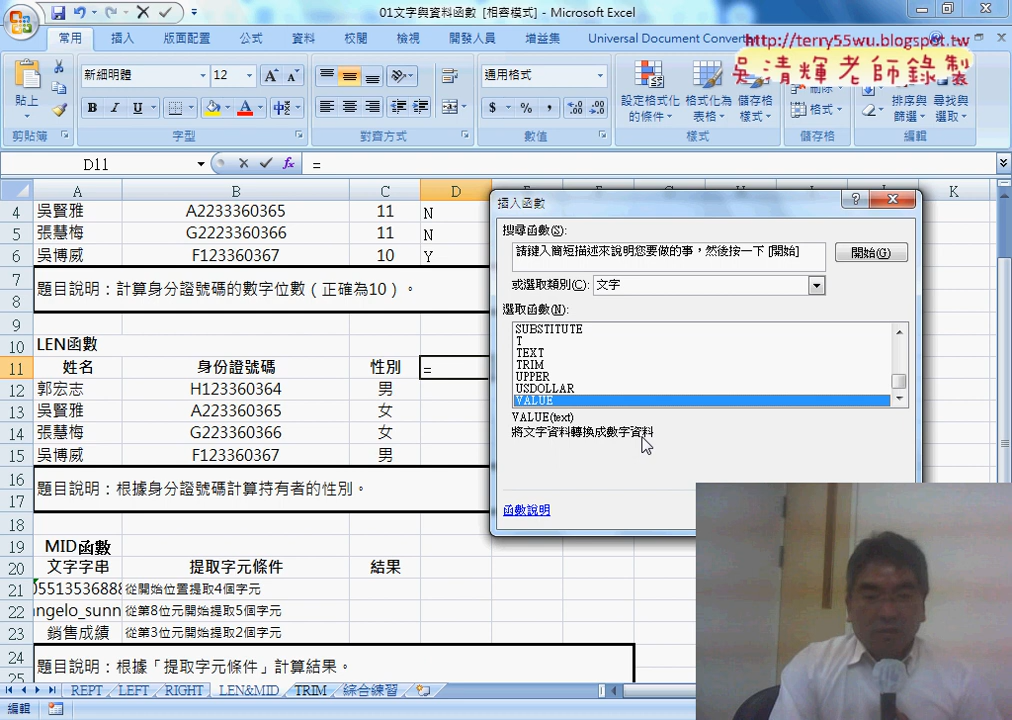 01文字與資料函數 [相容模式] - Microsoft Excel
常用 插入 版面配置 公式 資料 校閱 檢視 開發人員 增益集 Universal Document Convert
http://terry55wu.blogspot.tw
吳清輝老師錄製
貼上 新細明體 12 通用格式 設定格式化的條件 格式化為表格 儲存格樣式 刪除 格式 排序與篩選 尋找與選取
剪貼簿 字型 對齊方式 數值 樣式 儲存格 編輯
D11 =
A B C D K
4 吳賢雅 A2233360365 11 N
5 張慧梅 G2223360366 11 N
6 吳博威 F123360367 10 Y
7 題目說明：計算身分證號碼的數字位數（正確為10）。
8
9
10 LEN函數
11 姓名 身份證號碼 性別 =
12 郭宏志 H123360364 男
13 吳賢雅 A223360365 女
14 張慧梅 G223360366 女
15 吳博威 F123360367 男
16 題目說明：根據身分證號碼計算持有者的性別。
17
18
19 MID函數
20 文字字串 提取字元條件 結果
21 0551353688 從開始位置提取4個字元
22 angelo_sunn 從第8位元開始提取5個字元
23 銷售成績 從第3位元開始提取2個字元
24 題目說明：根據「提取字元條件」計算結果。
25
插入函數
搜尋函數(S):
請鍵入簡短描述來說明您要做的事，然後按一下 [開始]
開始(G)
或選取類別(C): 文字
選取函數(N):
SUBSTITUTE
T
TEXT
TRIM
UPPER
USDOLLAR
VALUE
VALUE(text)
將文字資料轉換成數字資料
函數說明
REPT LEFT RIGHT LEN&MID TRIM 綜合練習
編輯